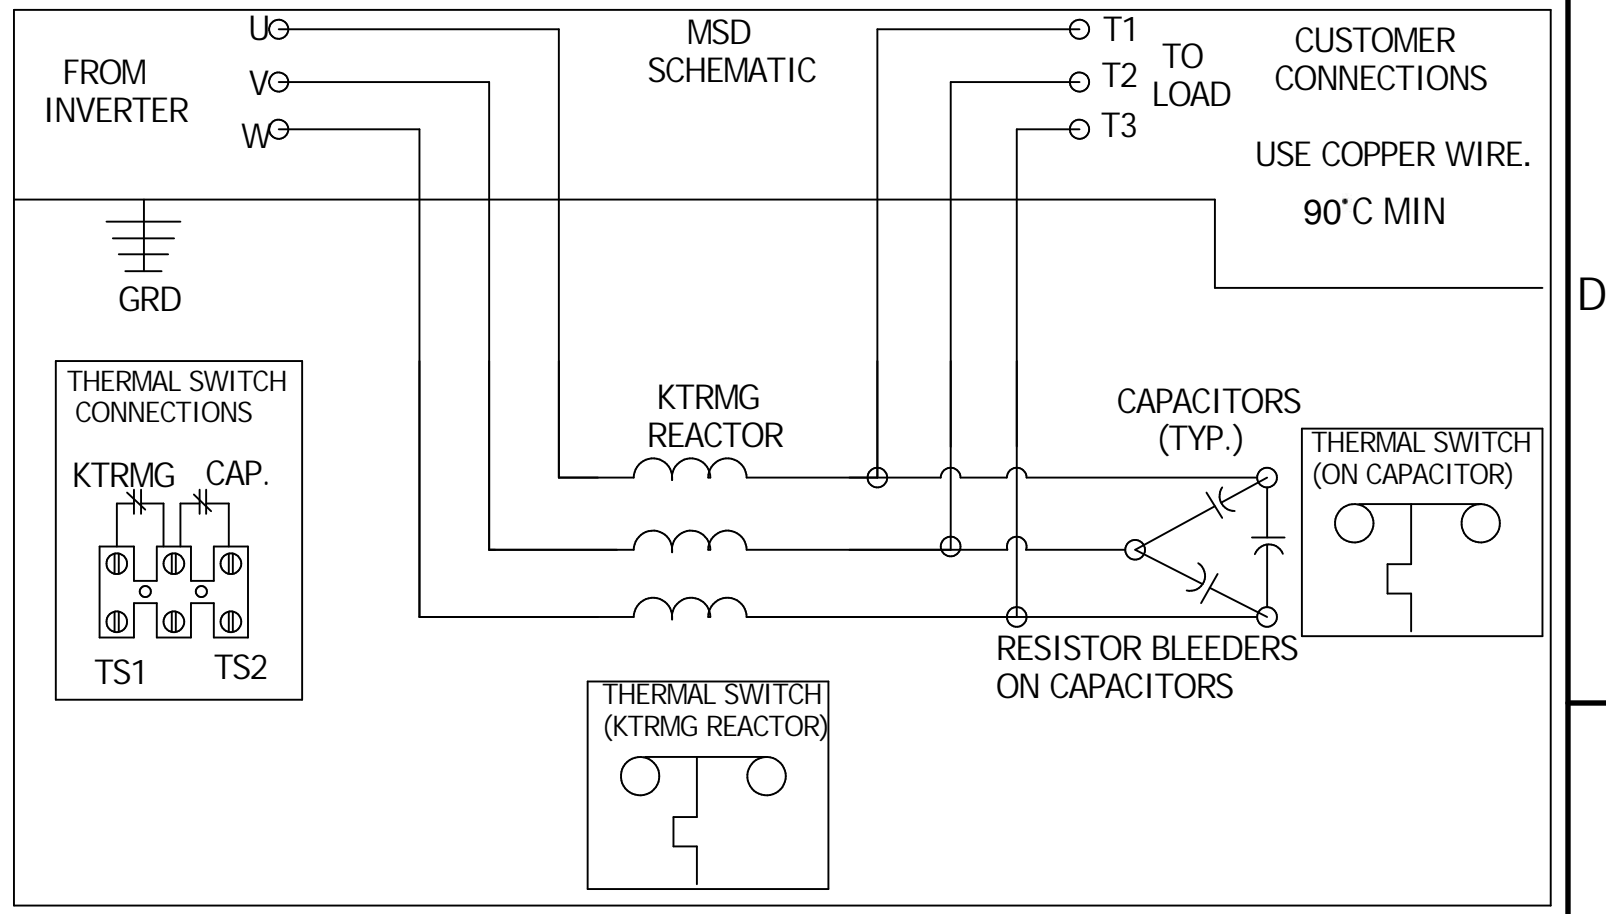 FROM
INVERTER
U
V
W
MSD
SCHEMATIC
T1
T2
T3
TO
LOAD
CUSTOMER
CONNECTIONS
USE COPPER WIRE.
90°C MIN
GRD
D
THERMAL SWITCH
CONNECTIONS
KTRMG CAP.
TS1 TS2
KTRMG
REACTOR
CAPACITORS
(TYP.)
THERMAL SWITCH
(ON CAPACITOR)
RESISTOR BLEEDERS
ON CAPACITORS
THERMAL SWITCH
(KTRMG REACTOR)